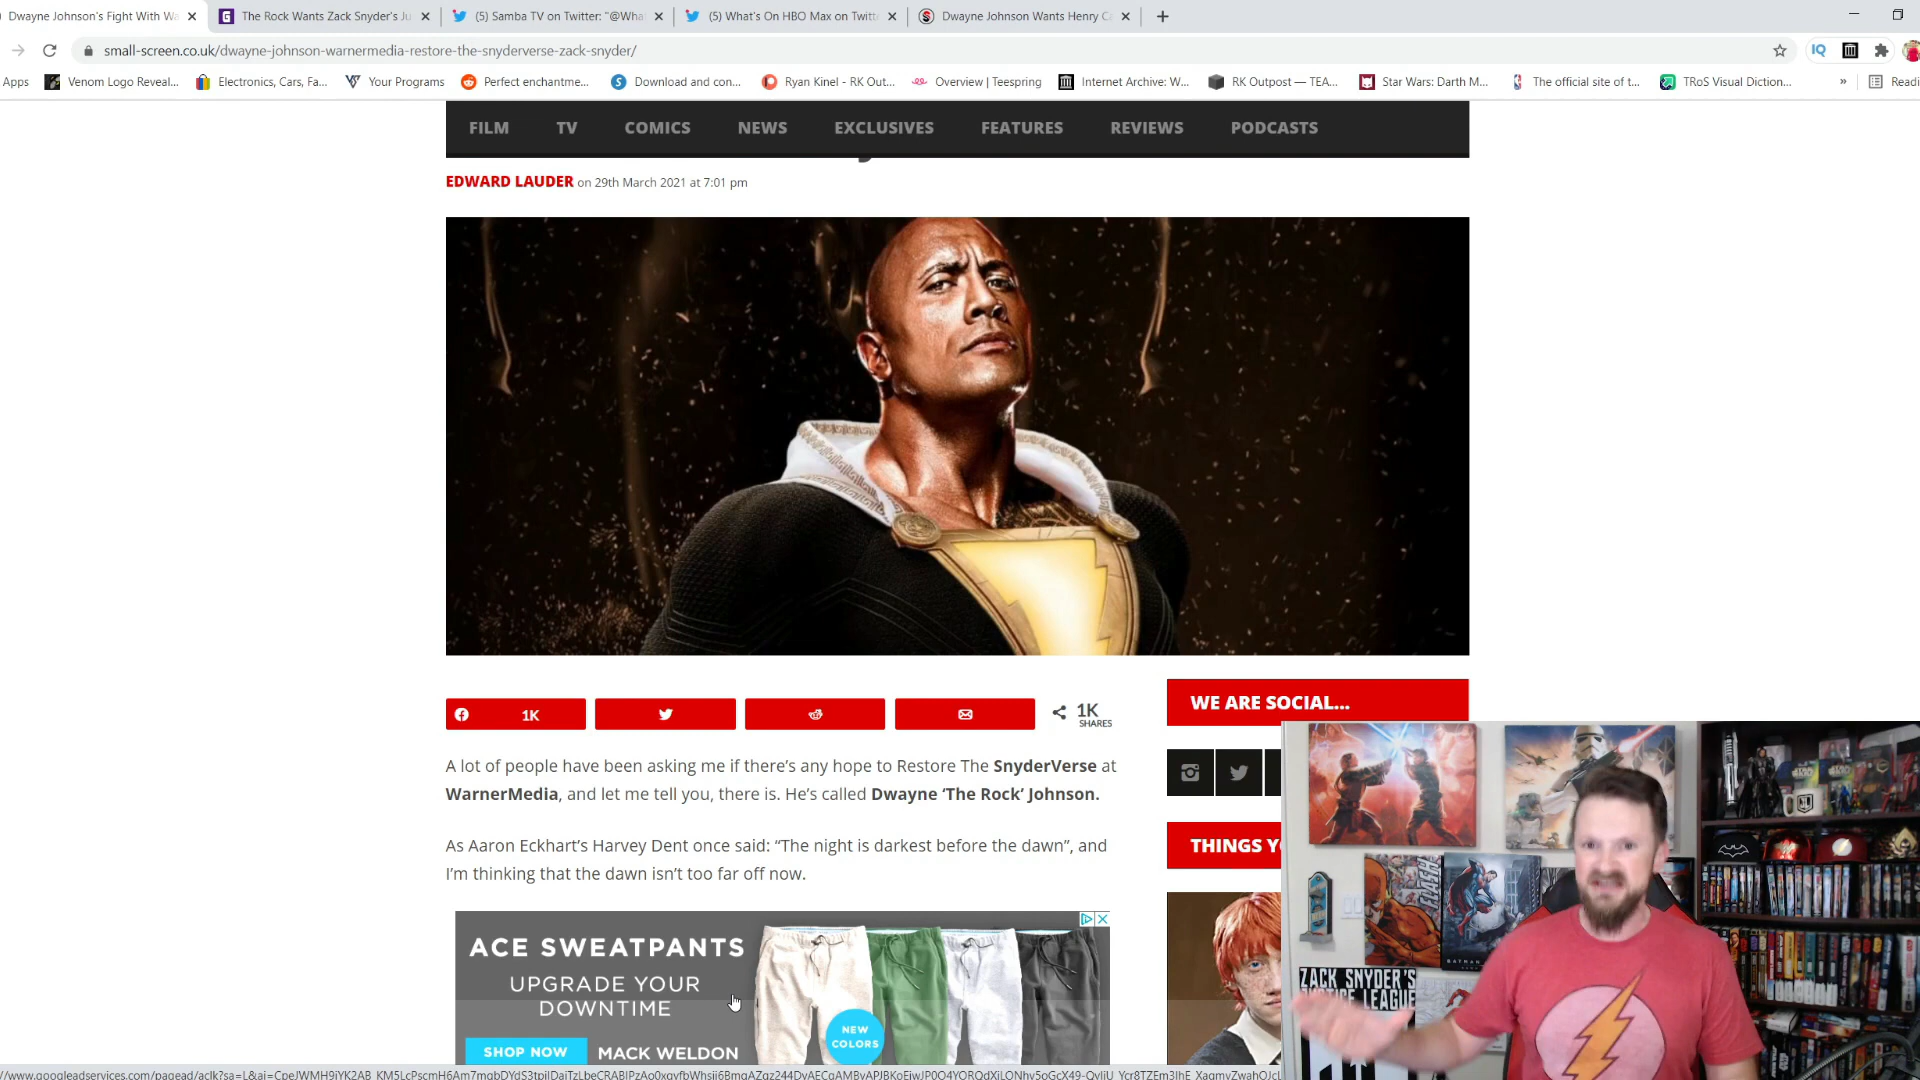 Dwayne Johnson's Fight With Wa
The Rock Wants Zack Snyder's Ju
(5) Samba TV on Twitter: "@Wha
(5) What's On HBO Max on Twitt
Dwayne Johnson Wants Henry C
small-screen.co.uk/dwayne-johnson-warnermedia-restore-the-snyderverse-zack-snyder/
IQ
Apps
Venom Logo Reveal...
Electronics, Cars, Fa...
Your Programs
Perfect enchantme...
Download and con...
Ryan Kinel - RK Out...
Overview | Teespring
Internet Archive: W...
RK Outpost — TEA...
Star Wars: Darth M...
The official site of t...
TRoS Visual Diction...
»
Readi
FILM TV COMICS NEWS EXCLUSIVES FEATURES REVIEWS PODCASTS
EDWARD LAUDER on 29th March 2021 at 7:01 pm
1K
1K
SHARES
WE ARE SOCIAL...
A lot of people have been asking me if there's any hope to Restore The SnyderVerse at
WarnerMedia, and let me tell you, there is. He's called Dwayne 'The Rock' Johnson.
As Aaron Eckhart's Harvey Dent once said: "The night is darkest before the dawn", and
I'm thinking that the dawn isn't too far off now.
THINGS Y
ACE SWEATPANTS
UPGRADE YOUR
DOWNTIME
SHOP NOW
MACK WELDON
NEW
COLORS
ZACK SNYDER'S
JUSTICE LEAGUE